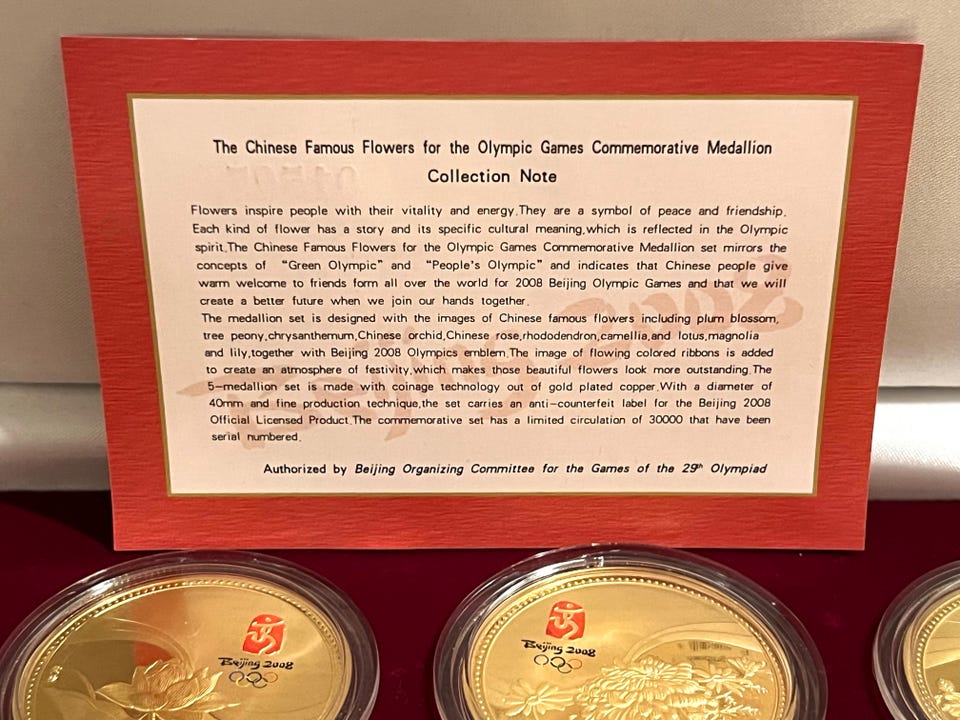 The Chinese Famous Flowers for the Olympic Games Commemorative Medallion
Collection Note
Flowers inspire people with their vitality and energy.They are a symbol of peace and friendship.
Each kind of flower has a story and its specific cultural meaning,which is reflected in the Olympic
spirit.The Chinese Famous Flowers for the Olympic Games Commemorative Medallion set mirrors the
concepts of “Green Olympic” and “People's Olympic” and indicates that Chinese people give
warm welcome to friends form all over the world for 2008 Beijing Olympic Games and that we will
create a better future when we join our hands together.
The medallion set is designed with the images of Chinese famous flowers including plum blossom,
tree peony,chrysanthemum,Chinese orchid,Chinese rose,rhododendron,camellia,and lotus,magnolia
and lily,together with Beijing 2008 Olympics emblem.The image of flowing colored ribbons is added
to create an atmosphere of festivity,which makes those beautiful flowers look more outstanding.The
5-medallion set is made with coinage technology out of gold plated copper.With a diameter of
40mm and fine production technique,the set carries an anti-counterfeit label for the Beijing 2008
Official Licensed Product.The commemorative set has a limited circulation of 30000 that have been
serial numbered.
Authorized by Beijing Organizing Committee for the Games of the 29th Olympiad
Beijing 2008
Beijing 2008
Beijing 2008